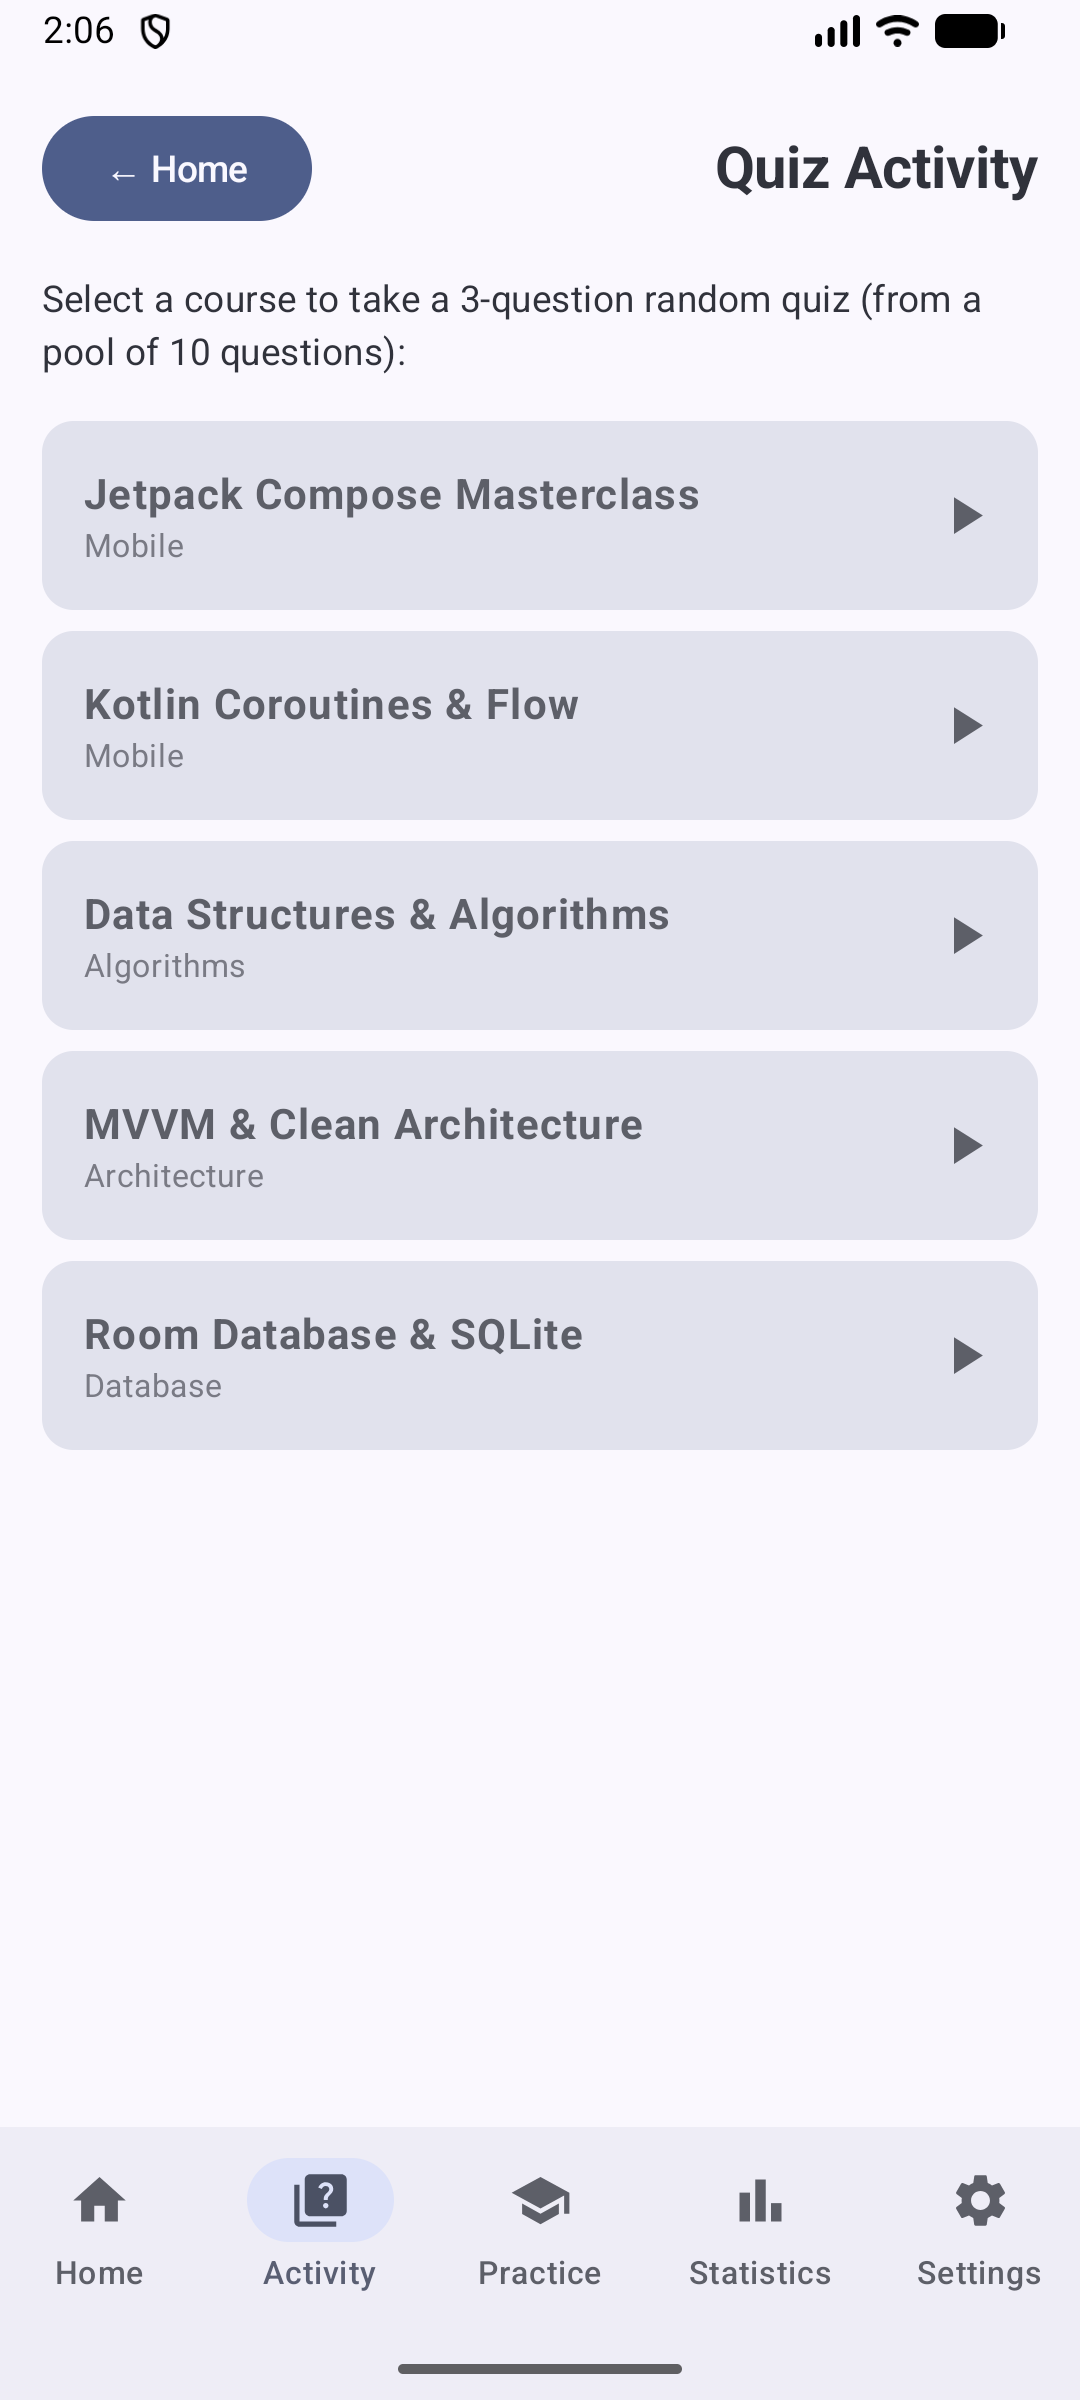 2:06
← Home
Quiz Activity
Select a course to take a 3-question random quiz (from a
pool of 10 questions):
Jetpack Compose Masterclass
Mobile
Kotlin Coroutines & Flow
Mobile
Data Structures & Algorithms
Algorithms
MVVM & Clean Architecture
Architecture
Room Database & SQLite
Database
Home
Activity
Practice
Statistics
Settings